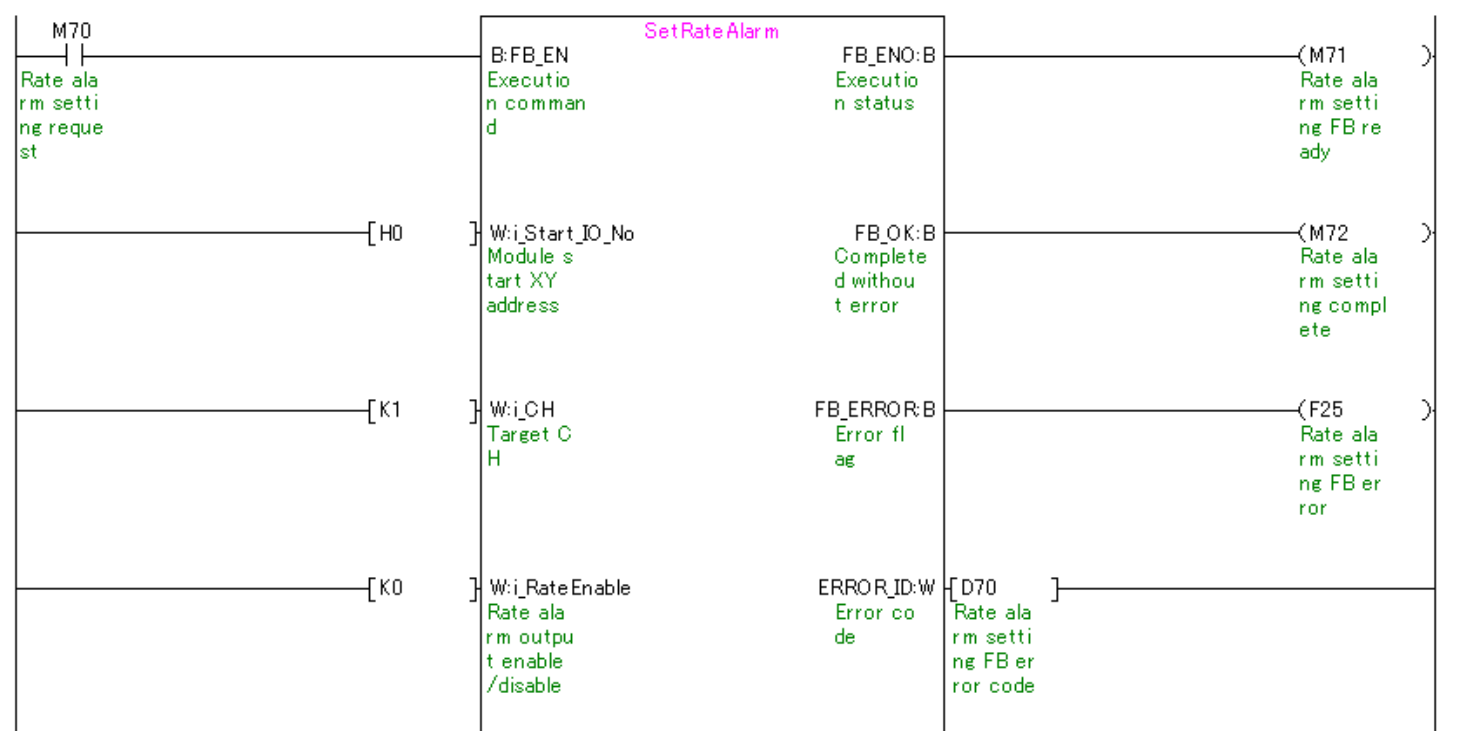 M70
SetRateAlarm
B:FB_EN
FB_ENO:B
(M71 )
Rate ala
rm setti
ng reque
st
Executio
n comman
d
Executio
n status
Rate ala
rm setti
ng FB re
ady
[H0 ]
W:i_Start_IO_No
FB_OK:B
(M72 )
Module s
tart XY
address
Complete
d withou
t error
Rate ala
rm setti
ng compl
ete
[K1 ]
W:i_CH
FB_ERROR:B
(F25 )
Target C
H
Error fl
ag
Rate ala
rm setti
ng FB er
ror
[K0 ]
W:i_RateEnable
ERROR_ID:W
[D70 ]
Rate ala
rm outpu
t enable
/disable
Error co
de
Rate ala
rm setti
ng FB er
ror code